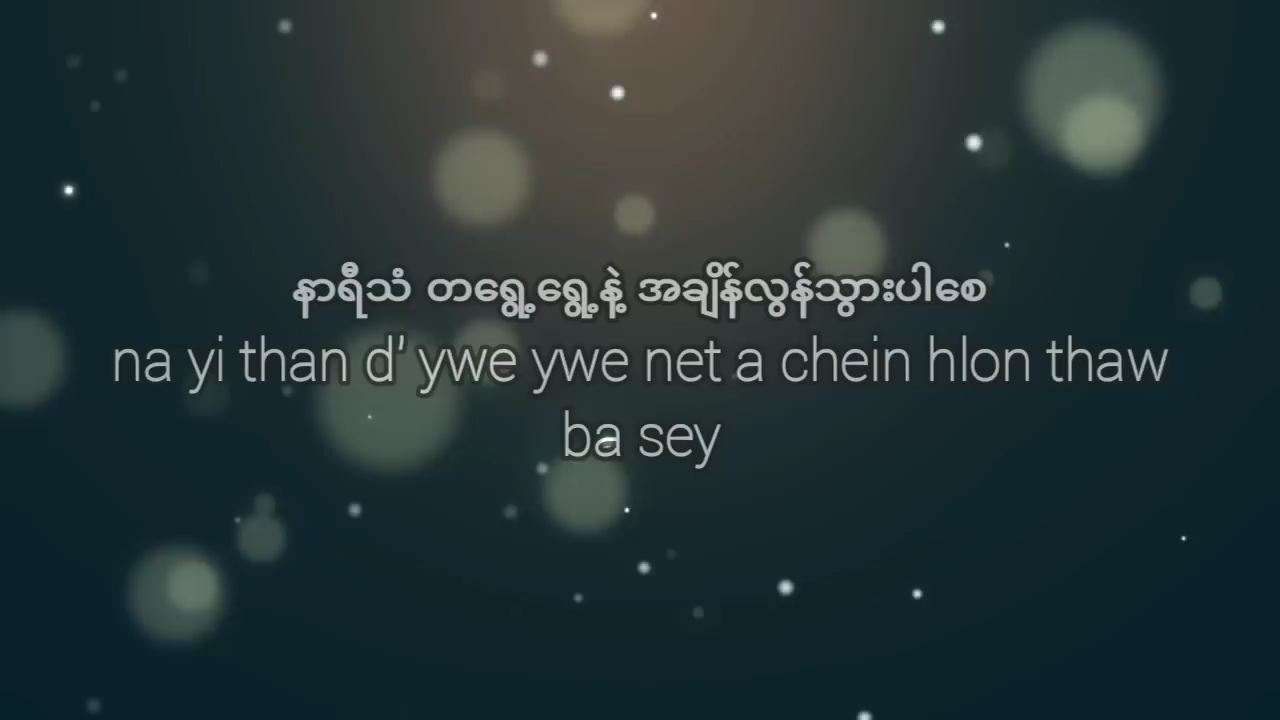 နာရီသံ တရွေ့ရွေ့နဲ့ အချိန်လွန်သွားပါစေ
na yi than d' ywe ywe net a chein hlon thaw
ba sey